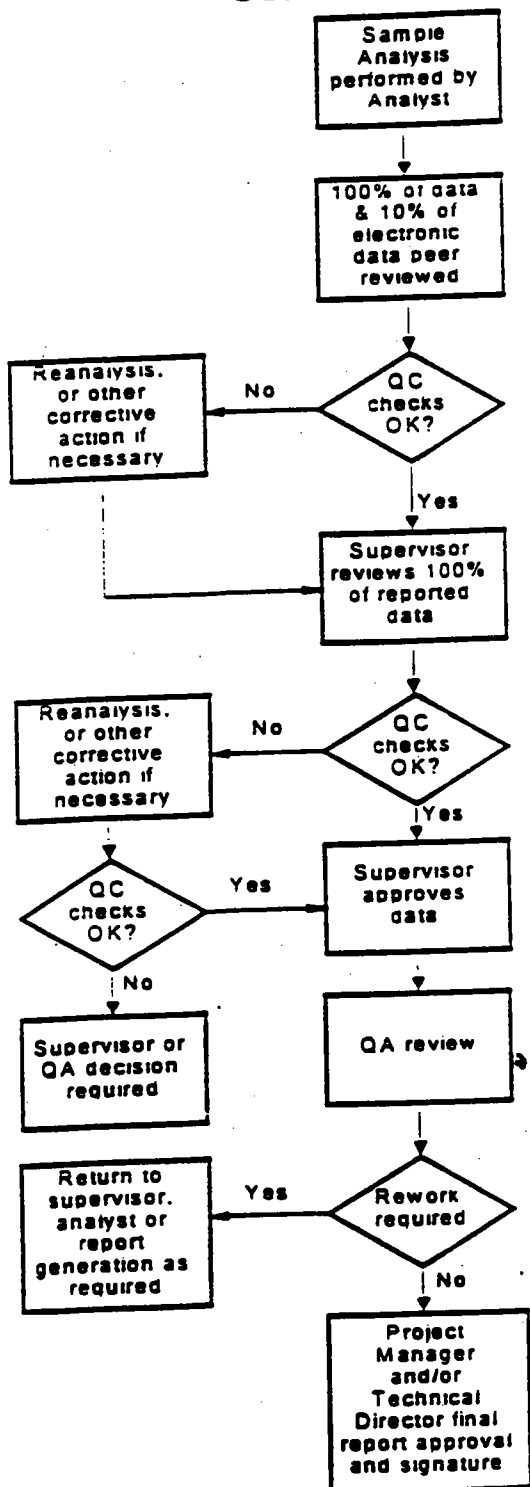 Sample
Analysis
performed by
Analyst
100% of data
& 10% of
electronic
data peer
reviewed
QC
checks
OK?
No
Reanalysis.
or other
corrective
action if
necessary
Yes
Supervisor
reviews 100%
of reported
data
QC
checks
OK?
No
Reanalysis.
or other
corrective
action if
necessary
Yes
QC
checks
OK?
Yes
Supervisor
approves
data
No
Supervisor or
QA decision
required
QA review
Rework
required
Yes
Return to
supervisor.
analyst or
report
generation as
required
No
Project
Manager
and/or
Technical
Director final
report approval
and signature